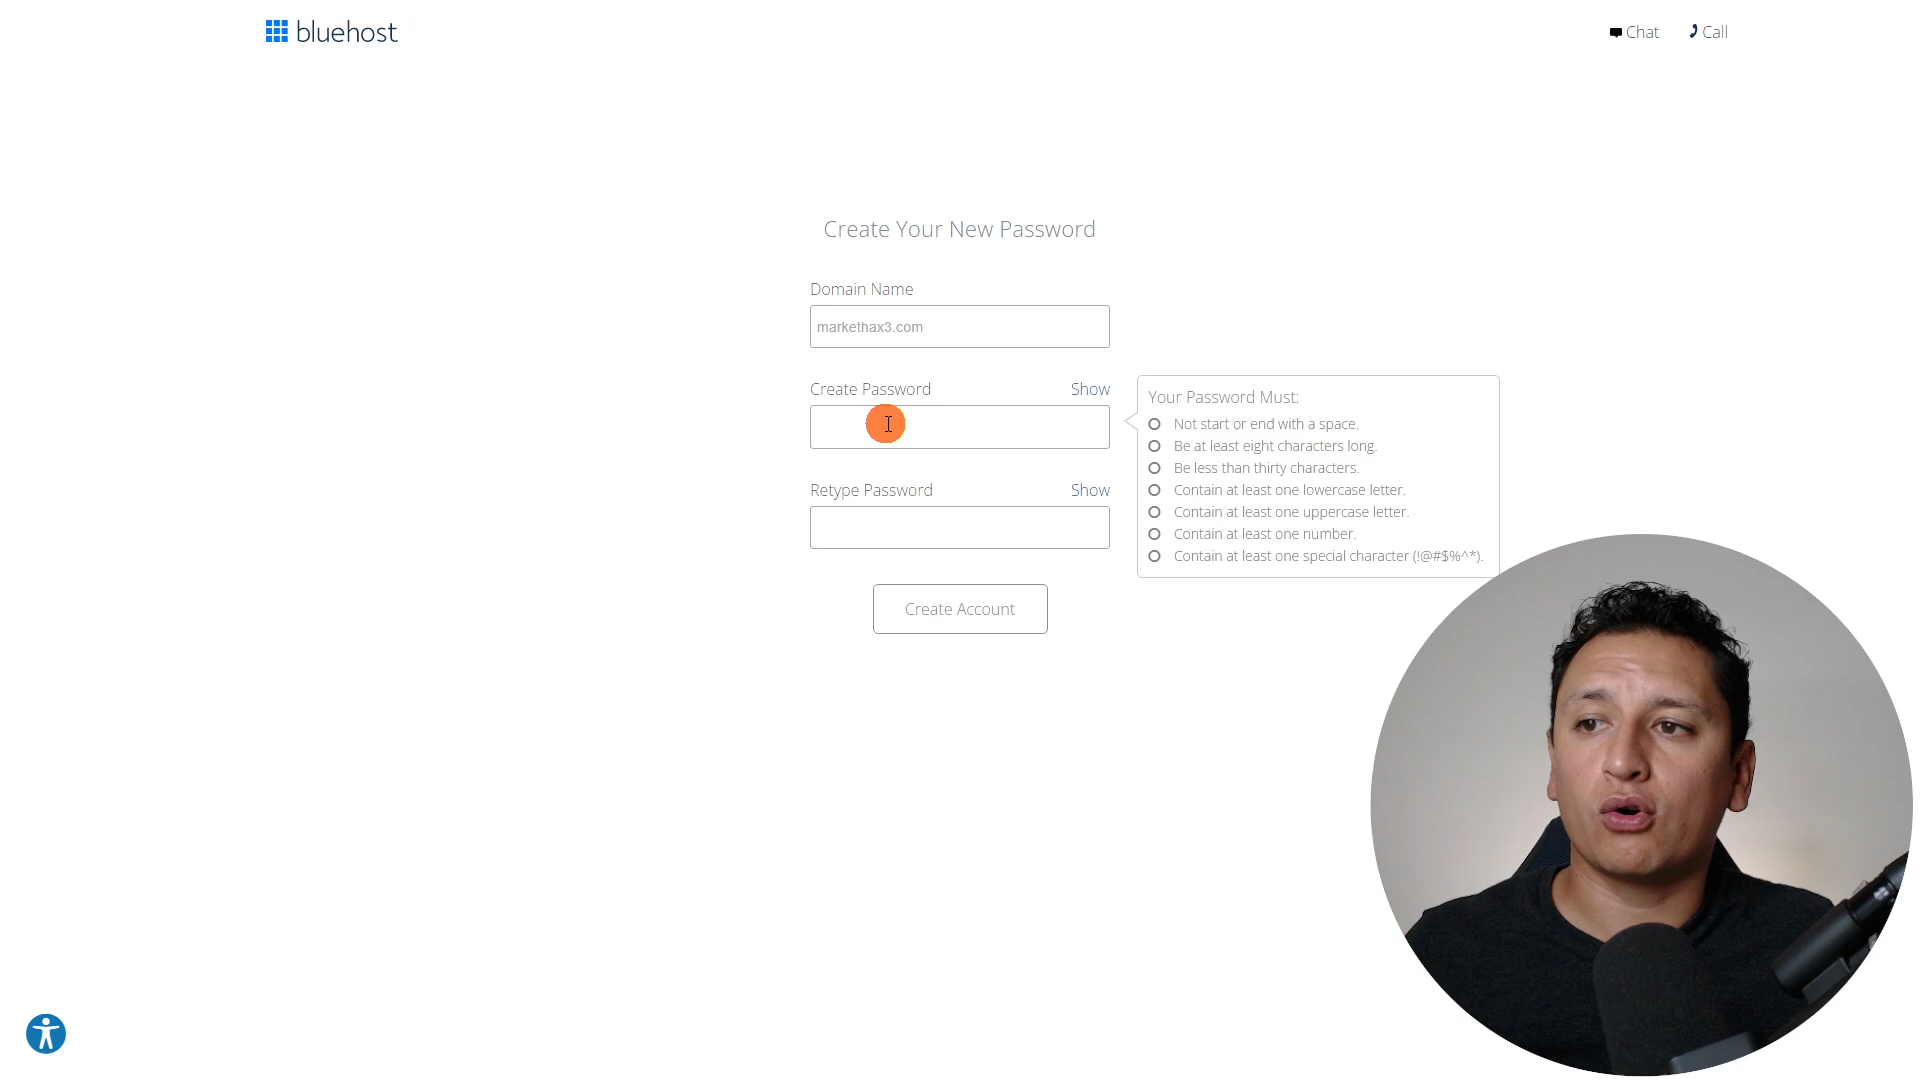 bluehost
Chat
Call
Create Your New Password
Domain Name
markethax3.com
Create Password
Show
Your Password Must:
Not start or end with a space.
Be at least eight characters long.
Be less than thirty characters.
Contain at least one lowercase letter.
Contain at least one uppercase letter.
Contain at least one number.
Contain at least one special character (!@#$%^*).
Retype Password
Show
Create Account